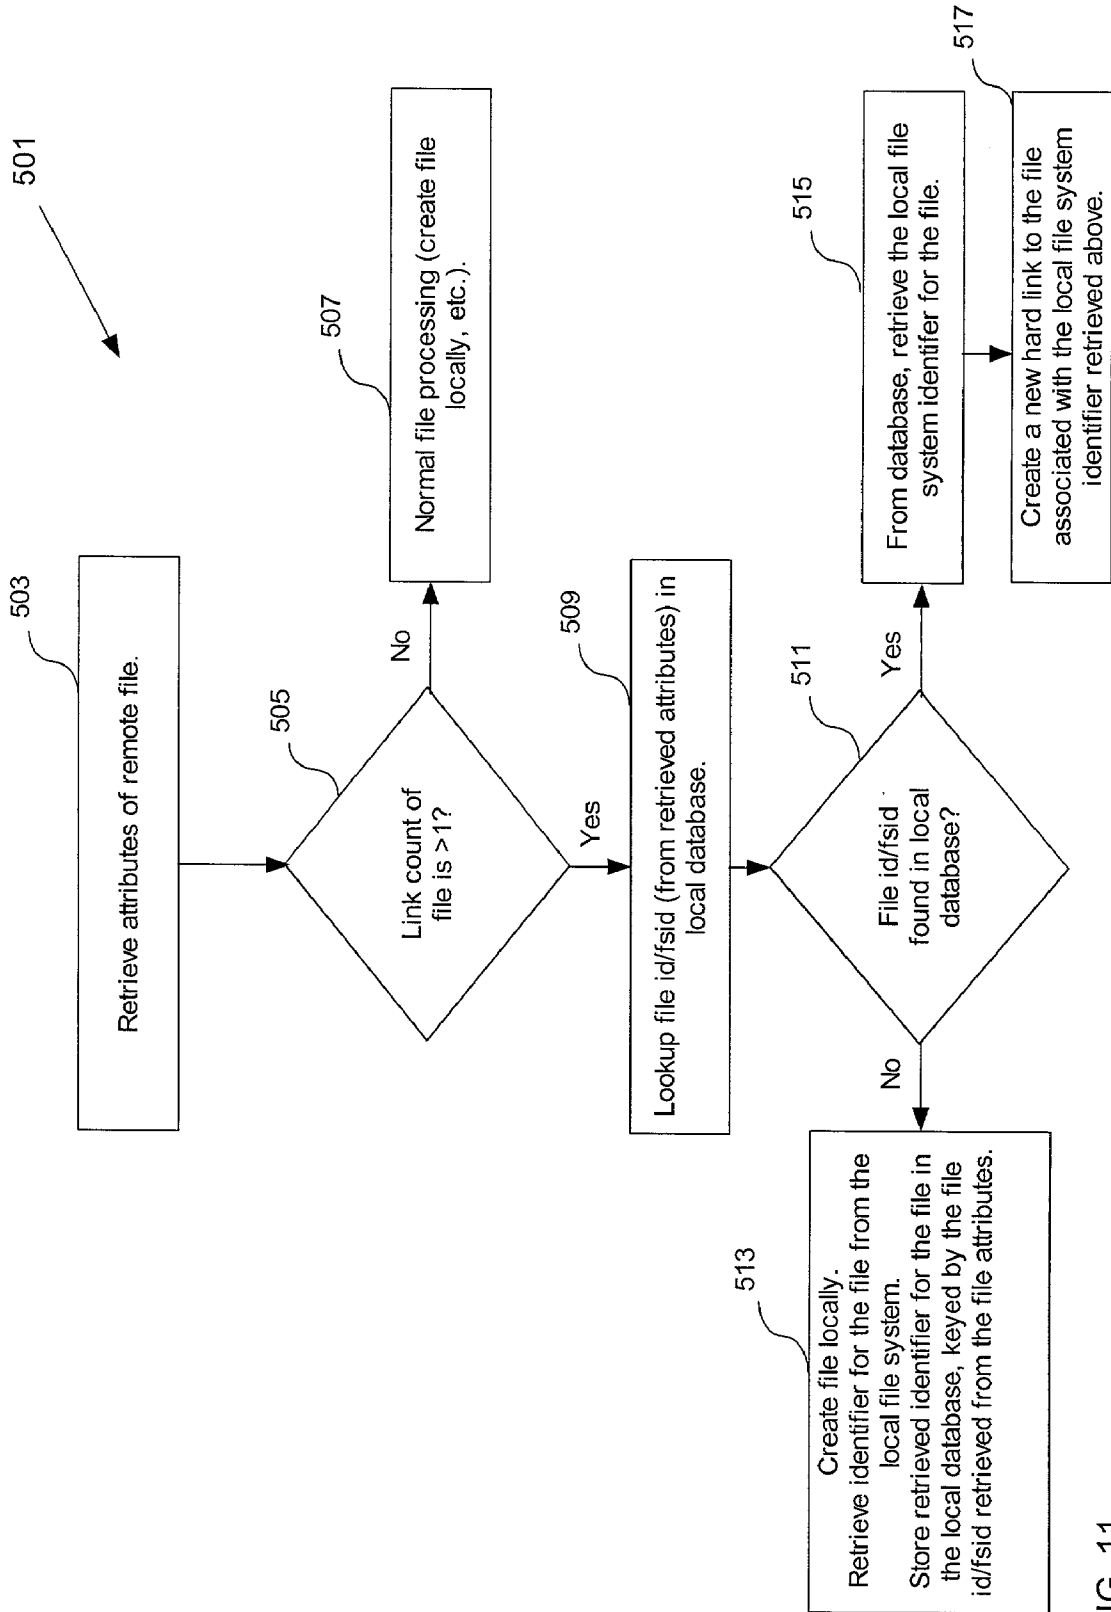 501
503
Retrieve attributes of remote file.
505
Link count of
file is >1?
No
507
Normal file processing (create file
locally, etc.).
Yes
509
Lookup file id/fsid (from retrieved attributes) in
local database.
511
File id/fsid
found in local
database?
No
513
Create file locally.
Retrieve identifier for the file from the
local file system.
Store retrieved identifier for the file in
the local database, keyed by the file
id/fsid retrieved from the file attributes.
Yes
515
From database, retrieve the local file
system identifer for the file.
517
Create a new hard link to the file
associated with the local file system
identifier retrieved above.
11